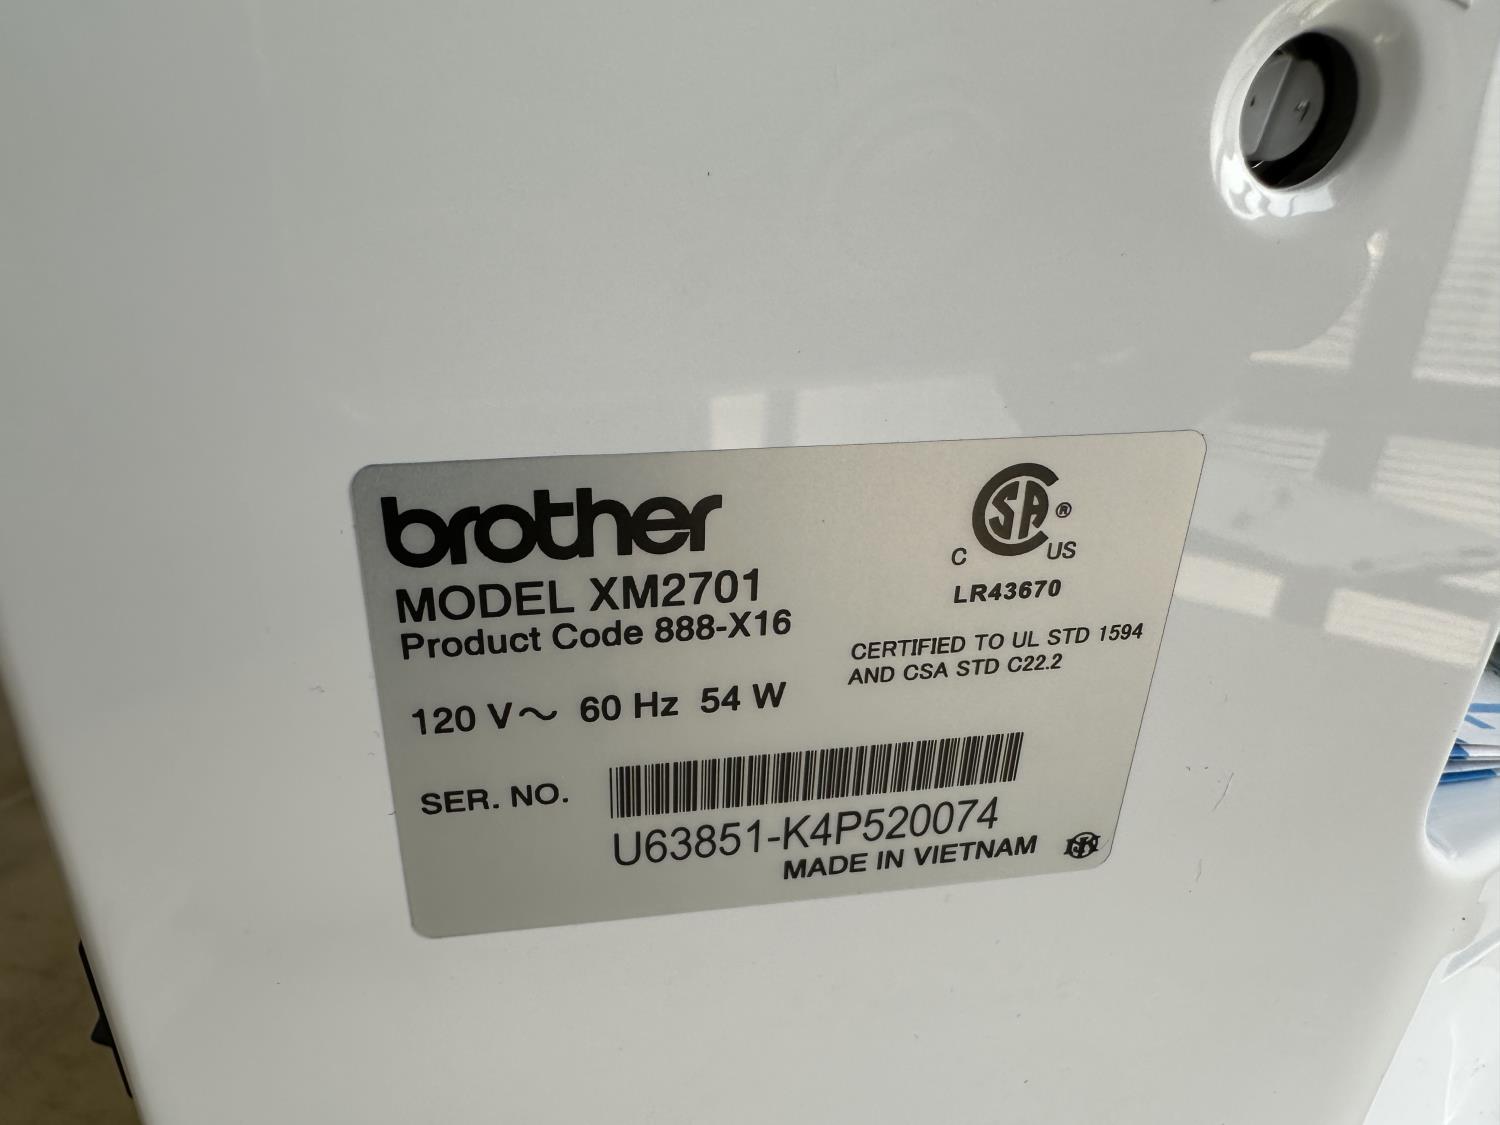 brother
MODEL XM2701
Product Code 888-X16
120 V～ 60 Hz 54 W
SER. NO.
U63851-K4P520074
MADE IN VIETNAM
CSA®
C US
LR43670
CERTIFIED TO UL STD 1594
AND CSA STD C22.2